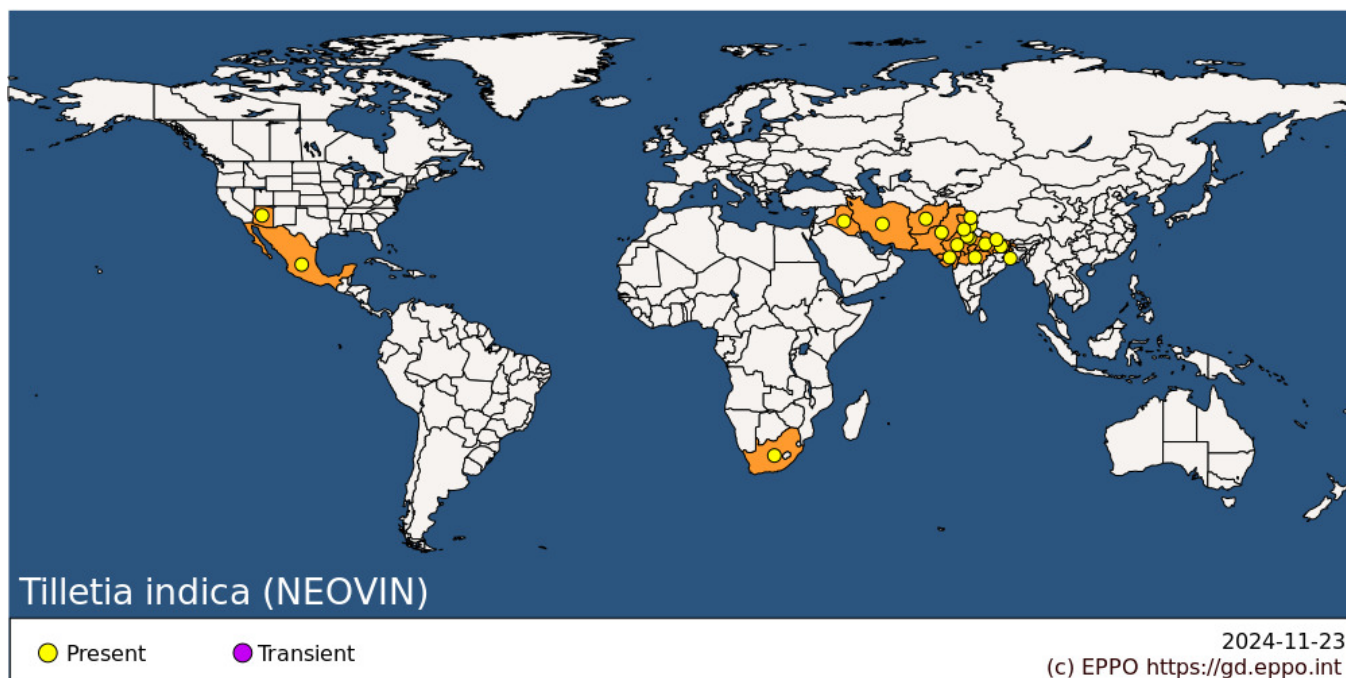 Tilletia indica (NEOVIN)
Present
Transient
2024-11-23
(c) EPPO https://gd.eppo.int